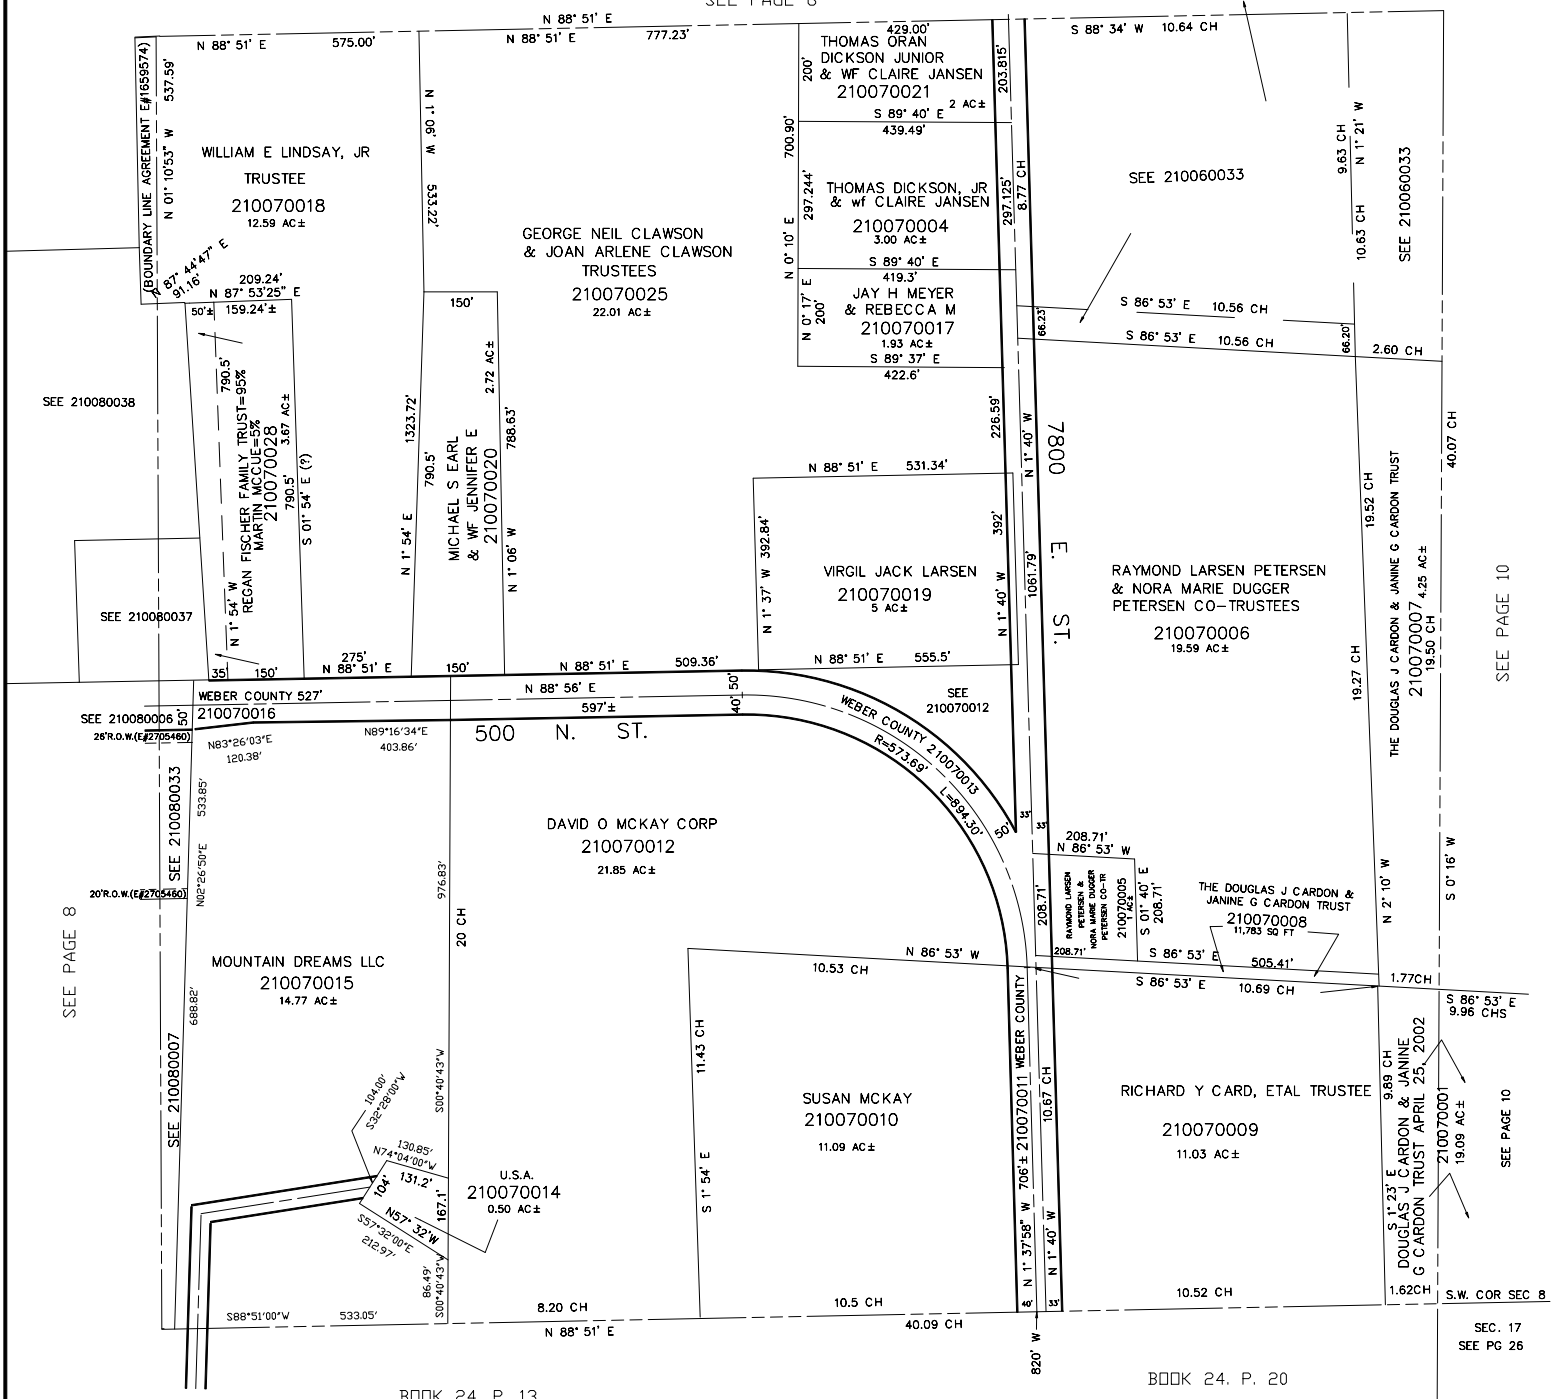 SEE PAGE 8
N 88° 51' E
N 88° 51' E 575.00'
N 88° 51' E 777.23'
429.00'
S 88° 34' W 10.64 CH
(BOUNDARY LINE AGREEMENT E#1659574)
N 01° 10'53" W 537.59'
WILLIAM E LINDSAY, JR
TRUSTEE
210070018
12.59 AC±
N 87° 44'47" E
91.16'
209.24'
N 87° 53'25" E
50'±
159.24'±
N 1° 06' W 533.22'
GEORGE NEIL CLAWSON
& JOAN ARLENE CLAWSON
TRUSTEES
210070025
22.01 AC±
THOMAS ORAN
DICKSON JUNIOR
& WF CLAIRE JANSEN
210070021
2 AC±
200'
203.815'
S 89° 40' E
439.49'
700.90'
N 0° 10' E
297.244'
THOMAS DICKSON, JR
& wf CLAIRE JANSEN
210070004
3.00 AC±
297.125'
8.77 CH
S 89° 40' E
419.3'
JAY H MEYER
& REBECCA M
210070017
1.93 AC±
N 0° 17' E
200'
S 89° 37' E
422.6'
SEE 210060033
9.63 CH
N 1° 21' W
10.63 CH
SEE 210060033
S 86° 53' E 10.56 CH
S 86° 53' E 10.56 CH
66.23'
66.20'
2.60 CH
SEE 210080038
790.5'
REGAN FISCHER FAMILY TRUST=95%
MARTIN MCCUE=5%
210070028
3.67 AC±
790.5'
S 01° 54' E (?)
N 1° 54' W
1323.72'
790.5'
N 1° 54' E
150'
MICHAEL S EARL
& WF JENNIFER E
210070020
2.72 AC±
788.63'
N 1° 06' W
226.59'
N 1° 40' W
7800 E. ST.
N 88° 51' E 531.34'
N 1° 37' W 392.84'
VIRGIL JACK LARSEN
210070019
5 AC±
392'
N 1° 40' W
1061.79'
RAYMOND LARSEN PETERSEN
& NORA MARIE DUGGER
PETERSEN CO-TRUSTEES
210070006
19.59 AC±
19.52 CH
19.27 CH
THE DOUGLAS J CARDON & JANINE G CARDON TRUST
210070007
4.25 AC±
19.50 CH
40.07 CH
SEE PAGE 10
SEE 210080037
35'
150'
275'
N 88° 51' E
150'
N 88° 51' E 509.36'
N 88° 51' E 555.5'
WEBER COUNTY 527'
210070016
N 88° 56' E
597'±
40' 50'
WEBER COUNTY 210070013
R=573.69'
L=894.30'
50'
SEE
210070012
SEE 210080006
50'
26'R.O.W.(E#2705460)
N83°26'03"E
120.38'
N89°16'34"E
403.86'
500 N. ST.
SEE 210080033
533.85'
N02°26'50"E
20'R.O.W.(E#2705460)
SEE PAGE 8
688.82'
SEE 210080007
MOUNTAIN DREAMS LLC
210070015
14.77 AC±
976.83'
20 CH
DAVID O MCKAY CORP
210070012
21.85 AC±
33'
33'
208.71'
N 86° 53' W
208.71'
RAYMOND LARSEN
PETERSEN &
NORA MARIE DUGGER
PETERSEN CO-TR
210070005
1 AC±
S 01° 40' E
208.71'
208.71'
THE DOUGLAS J CARDON &
JANINE G CARDON TRUST
210070008
11,783 SQ FT
N 2° 10' W
S 0° 16' W
N 86° 53' W
10.53 CH
S 86° 53' E 505.41'
S 86° 53' E 10.69 CH
1.77CH
S 86° 53' E
9.96 CHS
11.43 CH
S 1° 54' E
SUSAN MCKAY
210070010
11.09 AC±
706'± 210070011 WEBER COUNTY
N 1° 37'58" W
10.67 CH
N 1° 40' W
RICHARD Y CARD, ETAL TRUSTEE
210070009
11.03 AC±
9.89 CH
S 1° 23' E
DOUGLAS J CARDON & JANINE
G CARDON TRUST APRIL 25, 2002
210070001
19.09 AC±
SEE PAGE 10
104.00'
S32°28'00"W
S00°40'43"W
130.85'
N74°04'00"W
131.2'
104'
167.1'
N57° 32'W
S57°32'00"E
212.97'
U.S.A.
210070014
0.50 AC±
86.49'
S00°40'43"W
S88°51'00"W 533.05'
8.20 CH
10.5 CH
N 88° 51' E
40.09 CH
40'
33'
820' W
10.52 CH
1.62CH
S.W. COR SEC 8
SEC. 17
SEE PG 26
BOOK 24, P. 13
BOOK 24, P. 20